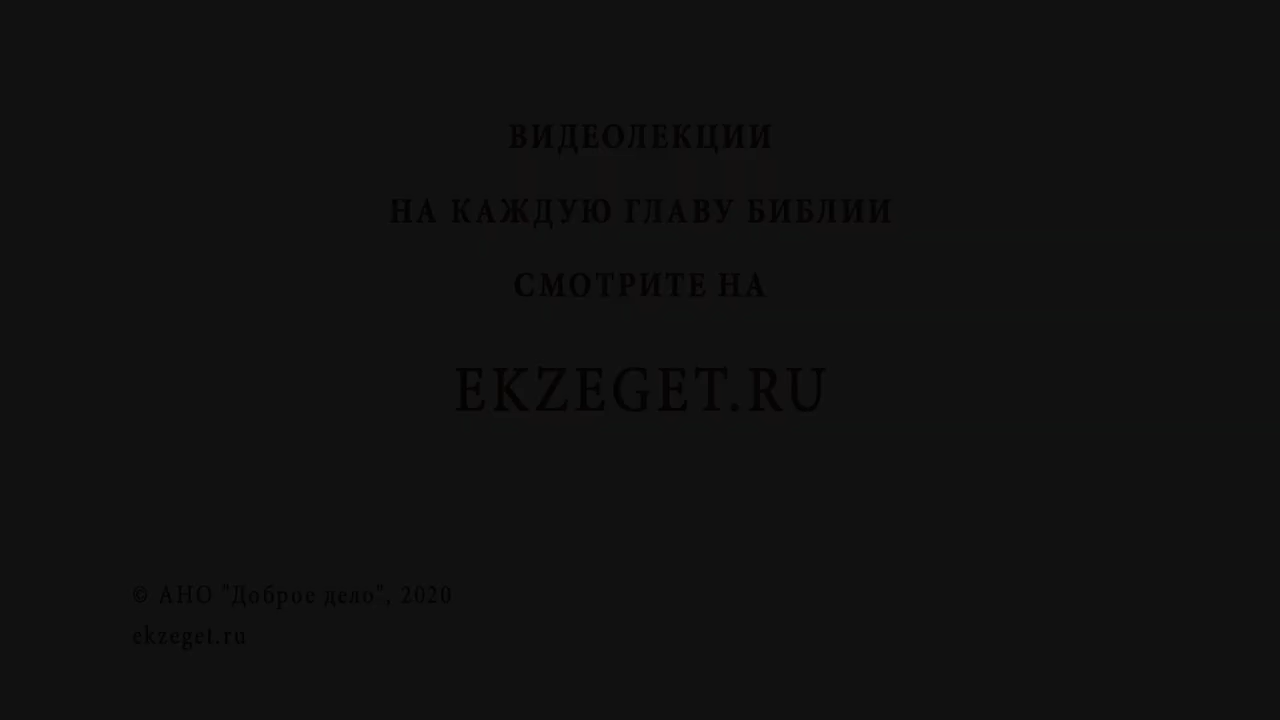 ВИДЕОЛЕКЦИИ
НА КАЖДУЮ ГЛАВУ БИБЛИИ
СМОТРИТЕ НА
EKZEGET.RU
© АНО "Доброе дело", 2020
ekzeget.ru